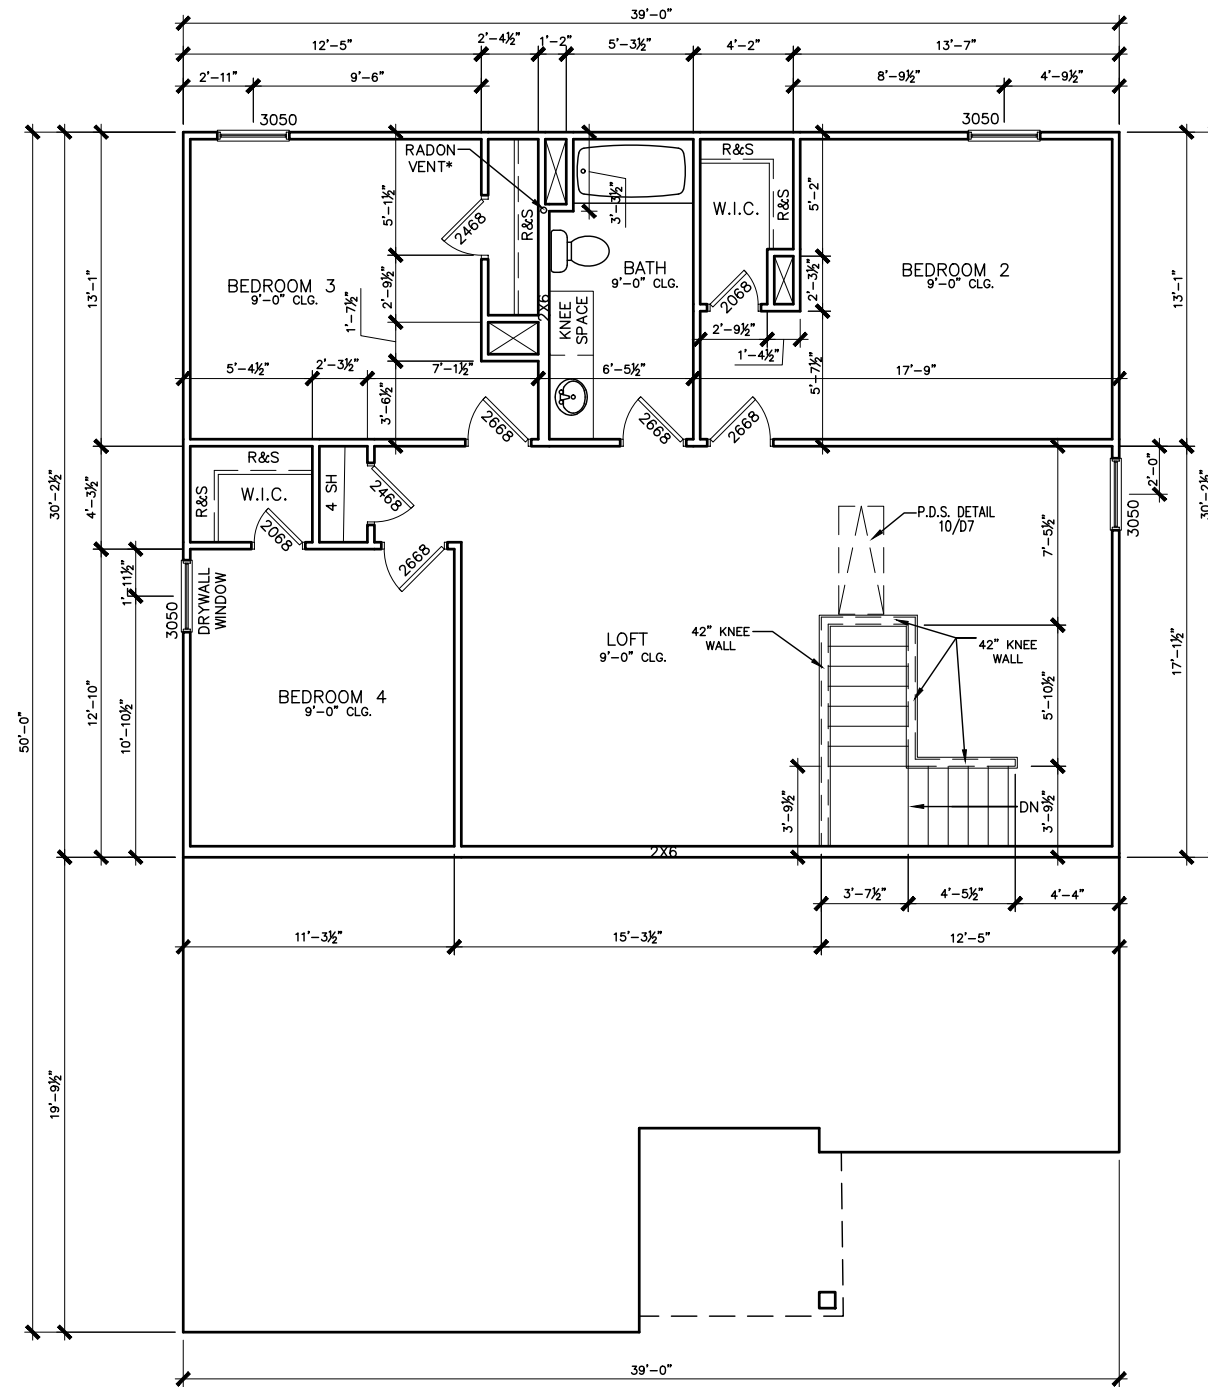 39'-0"
12'-5"
2'-4½"
1'-2"
5'-3½"
4'-2"
13'-7"
2'-11"
9'-6"
8'-9½"
4'-9½"
3050
3050
RADON
VENT*
R&S
R&S
R&S
W.I.C.
5'-1½"
2468
3'-3½"
5'-2"
BEDROOM 3
9'-0" CLG.
BATH
9'-0" CLG.
BEDROOM 2
9'-0" CLG.
13'-1"
13'-1"
2'-9½"
1'-7½"
2X6
KNEE
SPACE
2068
2'-3½"
2'-9½"
1'-4½"
5'-4½"
2'-3½"
7'-1½"
6'-5½"
17'-9"
3'-6½"
5'-7½"
2668
2668
2668
R&S
R&S
W.I.C.
4 SH
2468
2068
2668
30'-2½"
4'-3½"
P.D.S. DETAIL
10/D7
7'-5½"
2'-0"
3050
30'-2½"
1'-11½"
3050
DRYWALL
WINDOW
LOFT
9'-0" CLG.
42" KNEE
WALL
42" KNEE
WALL
17'-1½"
BEDROOM 4
9'-0" CLG.
50'-0"
12'-10"
10'-10½"
5'-10½"
3'-9½"
DN
3'-9½"
2X6
3'-7½"
4'-5½"
4'-4"
11'-3½"
15'-3½"
12'-5"
19'-9½"
39'-0"